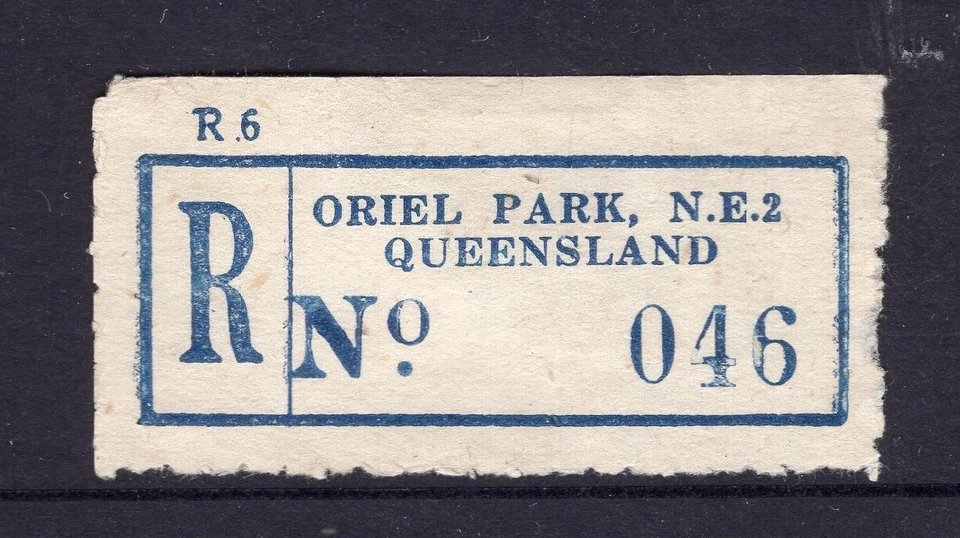 R.6
R
ORIEL PARK, N.E.2
QUEENSLAND
No. 046